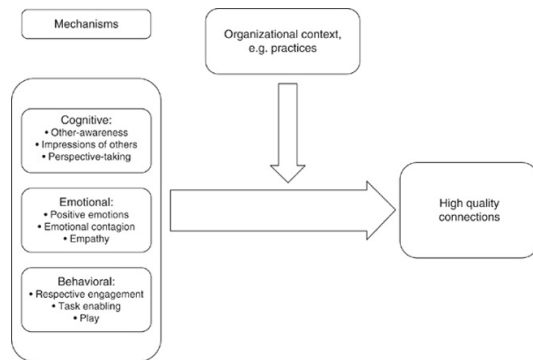 Mechanisms
Organizational context,
e.g. practices
Cognitive:
• Other-awareness
• Impressions of others
• Perspective-taking
Emotional:
• Positive emotions
• Emotional contagion
• Empathy
Behavioral:
• Respective engagement
• Task enabling
• Play
High quality
connections